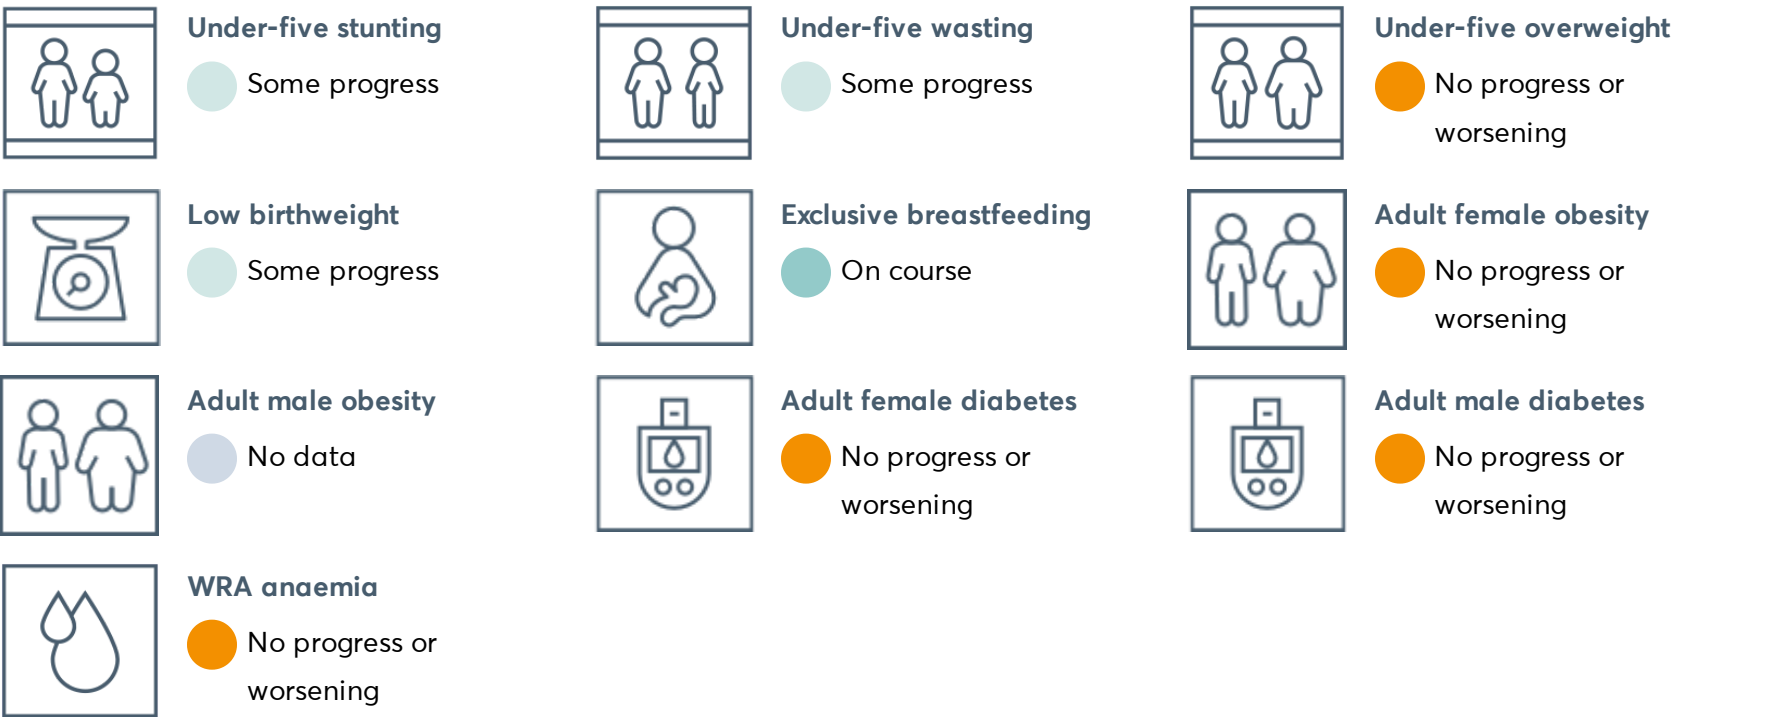 Under-five stunting
Some progress
Under-five wasting
Some progress
Under-five overweight
No progress or
worsening
Low birthweight
Some progress
Exclusive breastfeeding
On course
Adult female obesity
No progress or
worsening
Adult male obesity
No data
Adult female diabetes
No progress or
worsening
Adult male diabetes
No progress or
worsening
WRA anaemia
No progress or
worsening